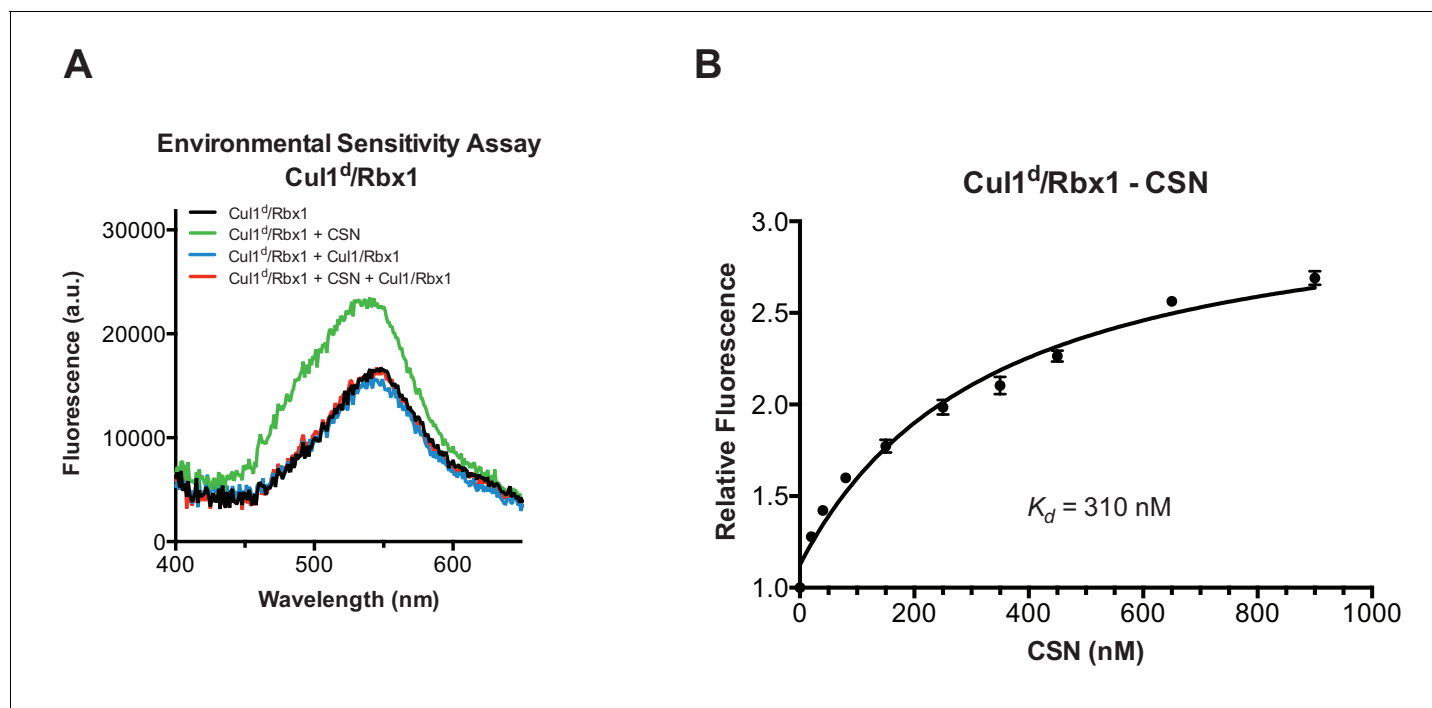 A
Environmental Sensitivity Assay
Cul1ᵈ/Rbx1
Cul1ᵈ/Rbx1
Cul1ᵈ/Rbx1 + CSN
Cul1ᵈ/Rbx1 + Cul1/Rbx1
Cul1ᵈ/Rbx1 + CSN + Cul1/Rbx1
30000
20000
10000
0
Fluorescence (a.u.)
400
500
600
Wavelength (nm)
B
Cul1ᵈ/Rbx1 - CSN
3.0
2.5
2.0
1.5
1.0
Relative Fluorescence
K_d = 310 nM
0
200
400
600
800
1000
CSN (nM)